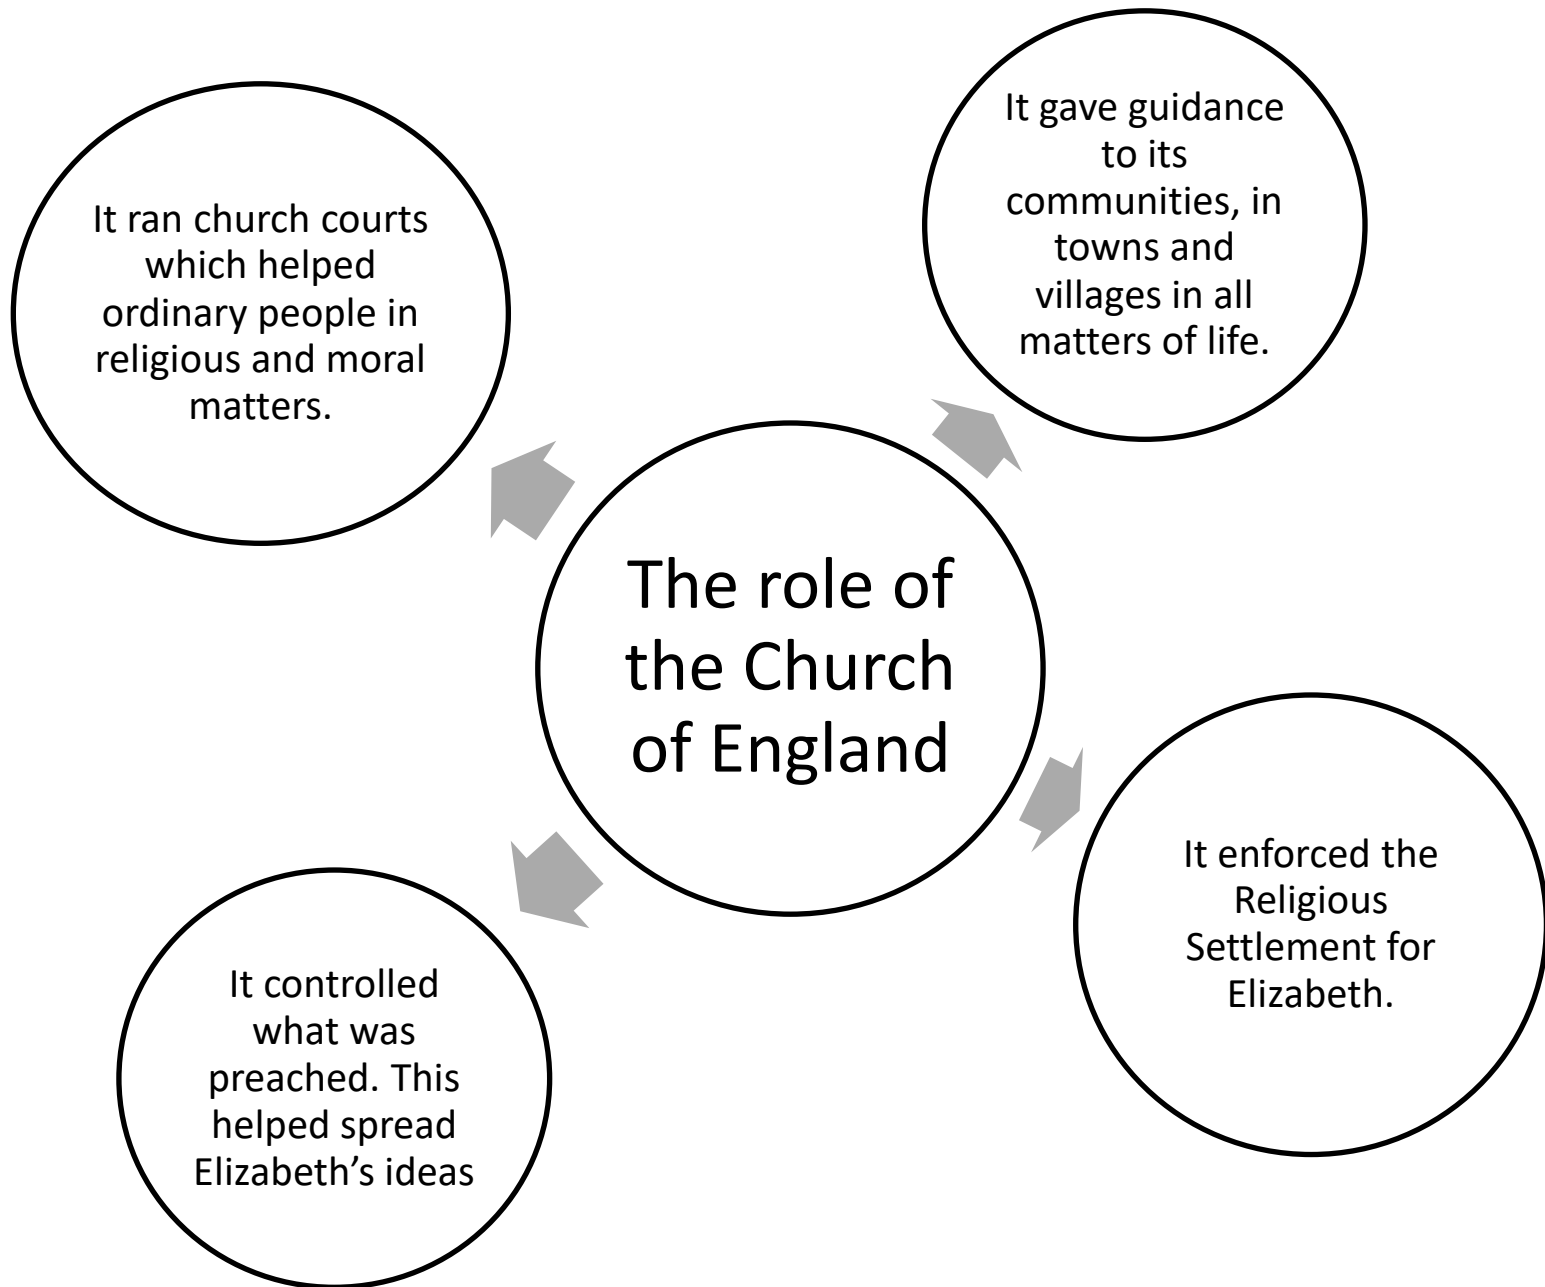 The role of
the Church
of England
It ran church courts
which helped
ordinary people in
religious and moral
matters.
It gave guidance
to its
communities, in
towns and
villages in all
matters of life.
It enforced the
Religious
Settlement for
Elizabeth.
It controlled
what was
preached. This
helped spread
Elizabeth’s ideas